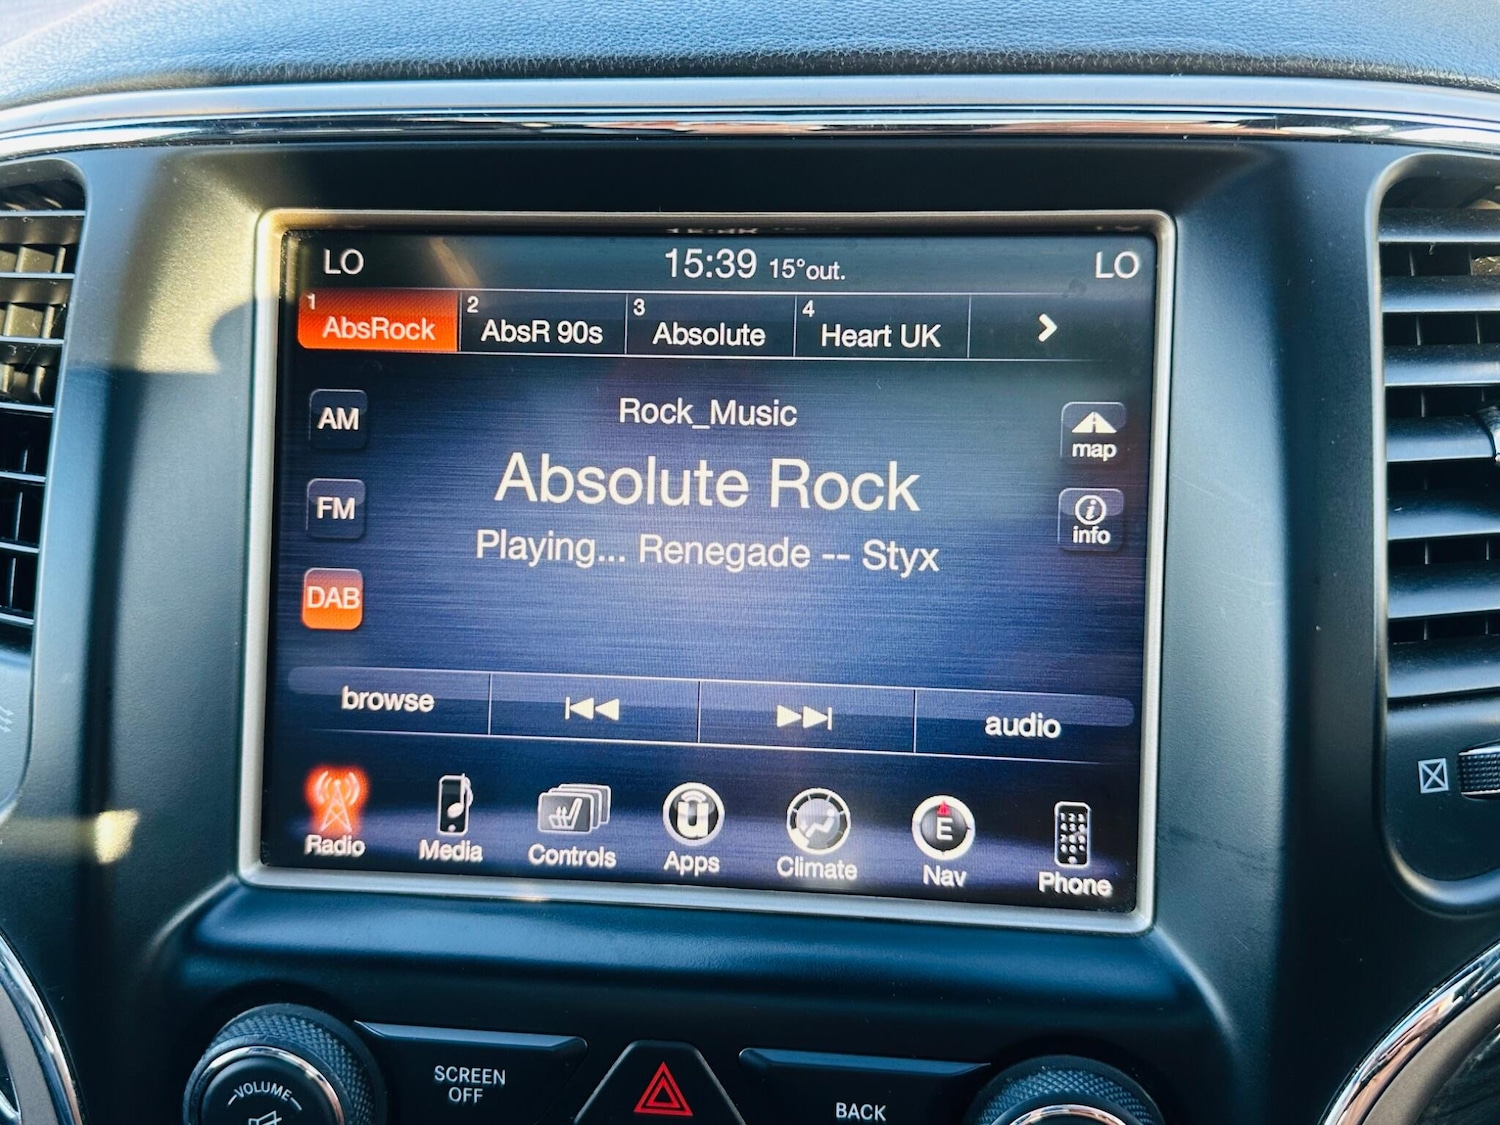 LO 15:39 15°out. LO
1 AbsRock 2 AbsR 90s 3 Absolute 4 Heart UK
AM
FM
DAB
Rock_Music
Absolute Rock
Playing... Renegade -- Styx
map
info
browse audio
Radio Media Controls Apps Climate E Nav Phone
VOLUME
SCREEN
OFF
BACK